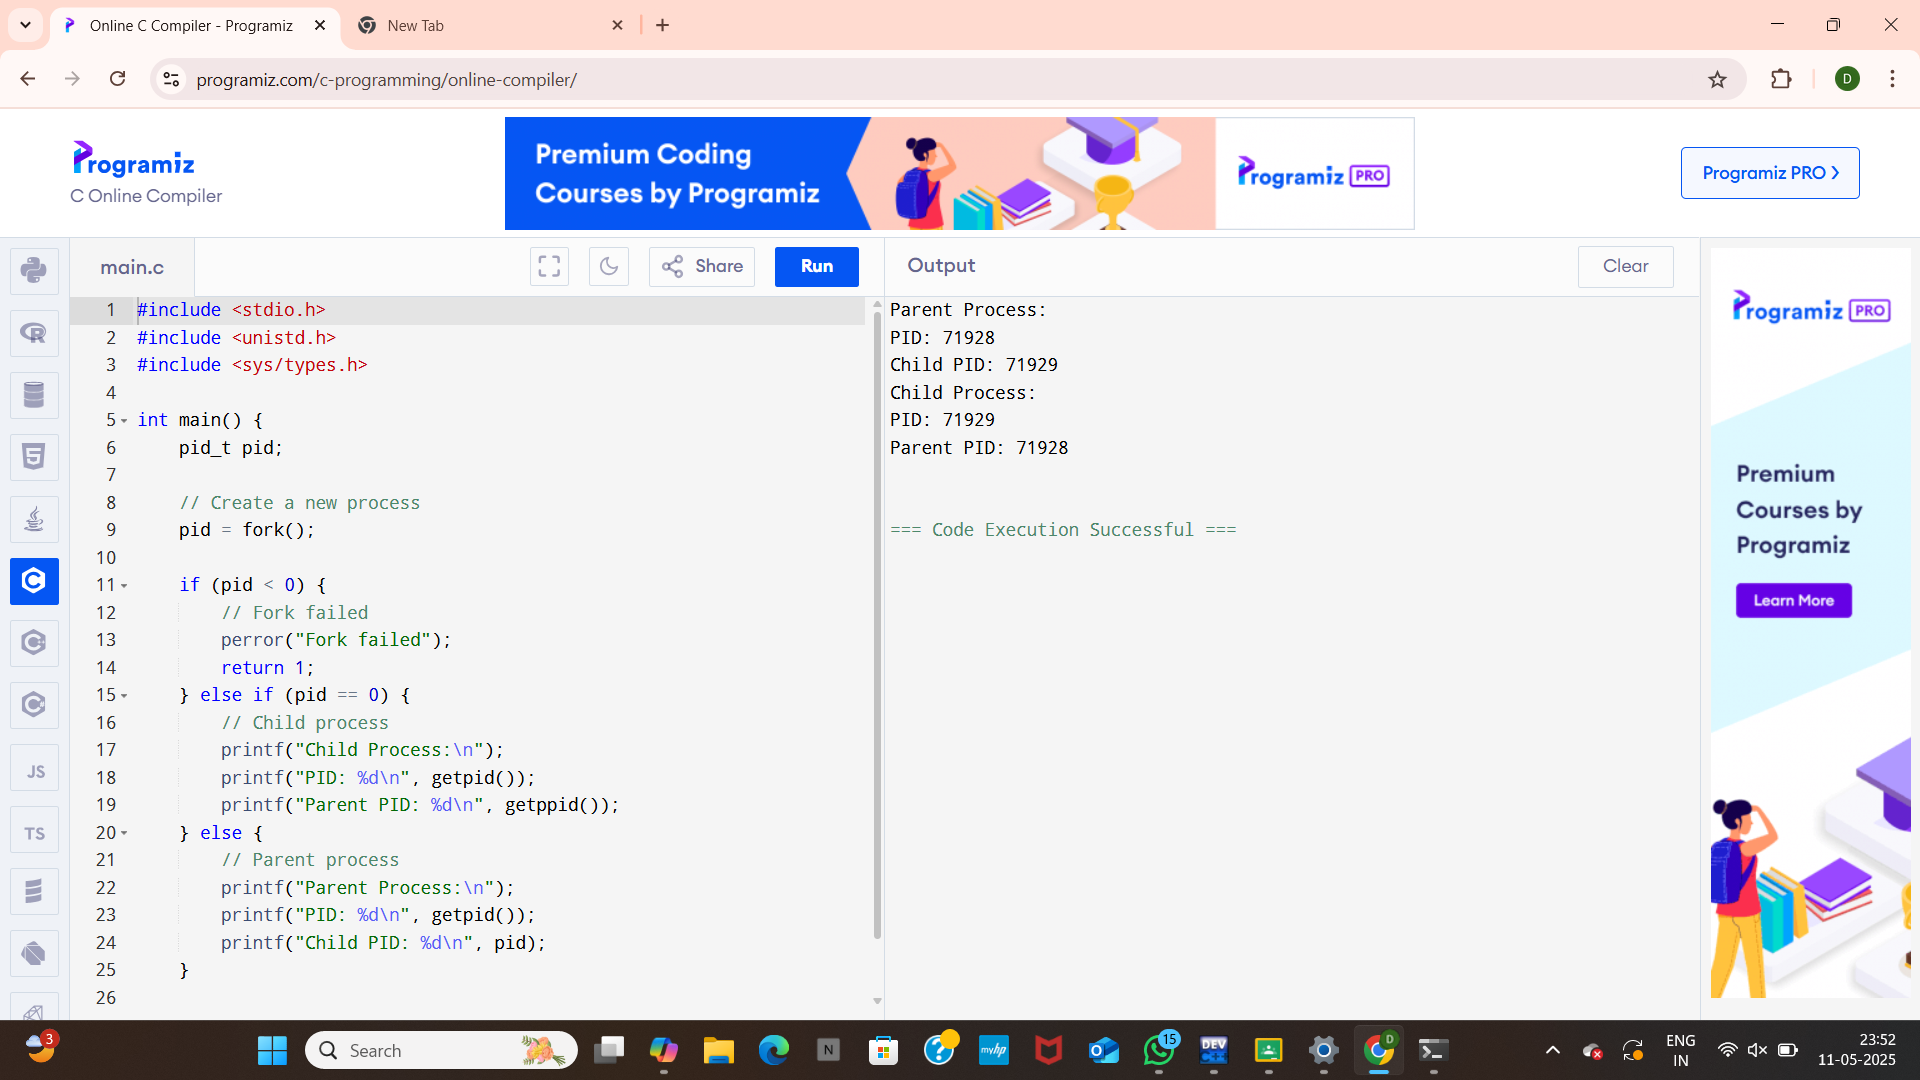 Online C Compiler - Programiz
New Tab
programiz.com/c-programming/online-compiler/
D
Programiz
C Online Compiler
Premium Coding
Courses by Programiz
Programiz PRO
Programiz PRO
main.c
Share
Run
Output
Clear
1 #include <stdio.h>
2 #include <unistd.h>
3 #include <sys/types.h>
4
5 int main() {
6 pid_t pid;
7
8 // Create a new process
9 pid = fork();
10
11 if (pid < 0) {
12 // Fork failed
13 perror("Fork failed");
14 return 1;
15 } else if (pid == 0) {
16 // Child process
17 printf("Child Process:\n");
18 printf("PID: %d\n", getpid());
19 printf("Parent PID: %d\n", getppid());
20 } else {
21 // Parent process
22 printf("Parent Process:\n");
23 printf("PID: %d\n", getpid());
24 printf("Child PID: %d\n", pid);
25 }
26
Parent Process:
PID: 71928
Child PID: 71929
Child Process:
PID: 71929
Parent PID: 71928
=== Code Execution Successful ===
Programiz PRO
Premium
Courses by
Programiz
Learn More
R
5
C
JS
TS
3
Search
N
myhp
15
DEV
C++
D
ENG
IN
23:52
11-05-2025